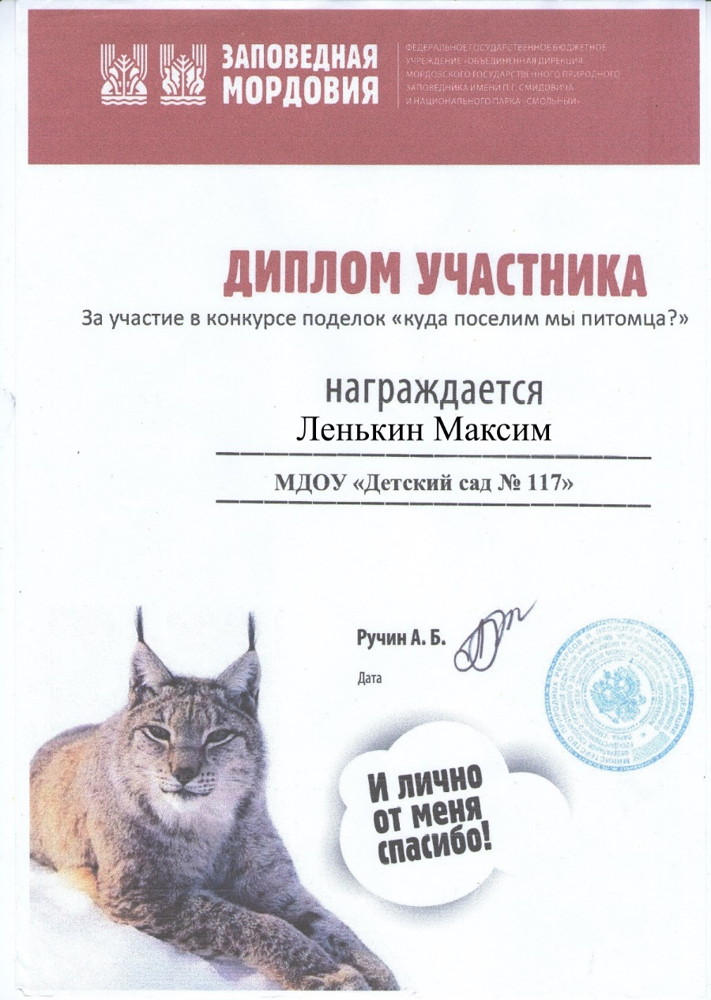 ЗАПОВЕДНАЯ
МОРДОВИЯ
ФЕДЕРАЛЬНОЕ ГОСУДАРСТВЕННОЕ БЮДЖЕТНОЕ
УЧРЕЖДЕНИЕ «ОБЪЕДИНЕННАЯ ДИРЕКЦИЯ
МОРДОВСКОГО ГОСУДАРСТВЕННОГО ПРИРОДНОГО
ЗАПОВЕДНИКА ИМЕНИ П.Г. СМИДОВИЧА
И НАЦИОНАЛЬНОГО ПАРКА «СМОЛЬНЫЙ»
ДИПЛОМ УЧАСТНИКА
За участие в конкурсе поделок «куда поселим мы питомца?»
награждается
Ленькин Максим
МДОУ «Детский сад № 117»
Ручин А. Б.
Дата
И лично
от меня
спасибо!